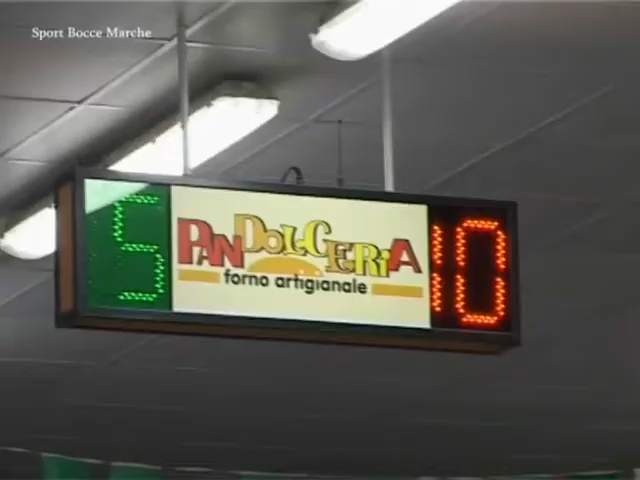 Sport Bocce Marche
5
PANDOLCERIA
10
forno artigianale